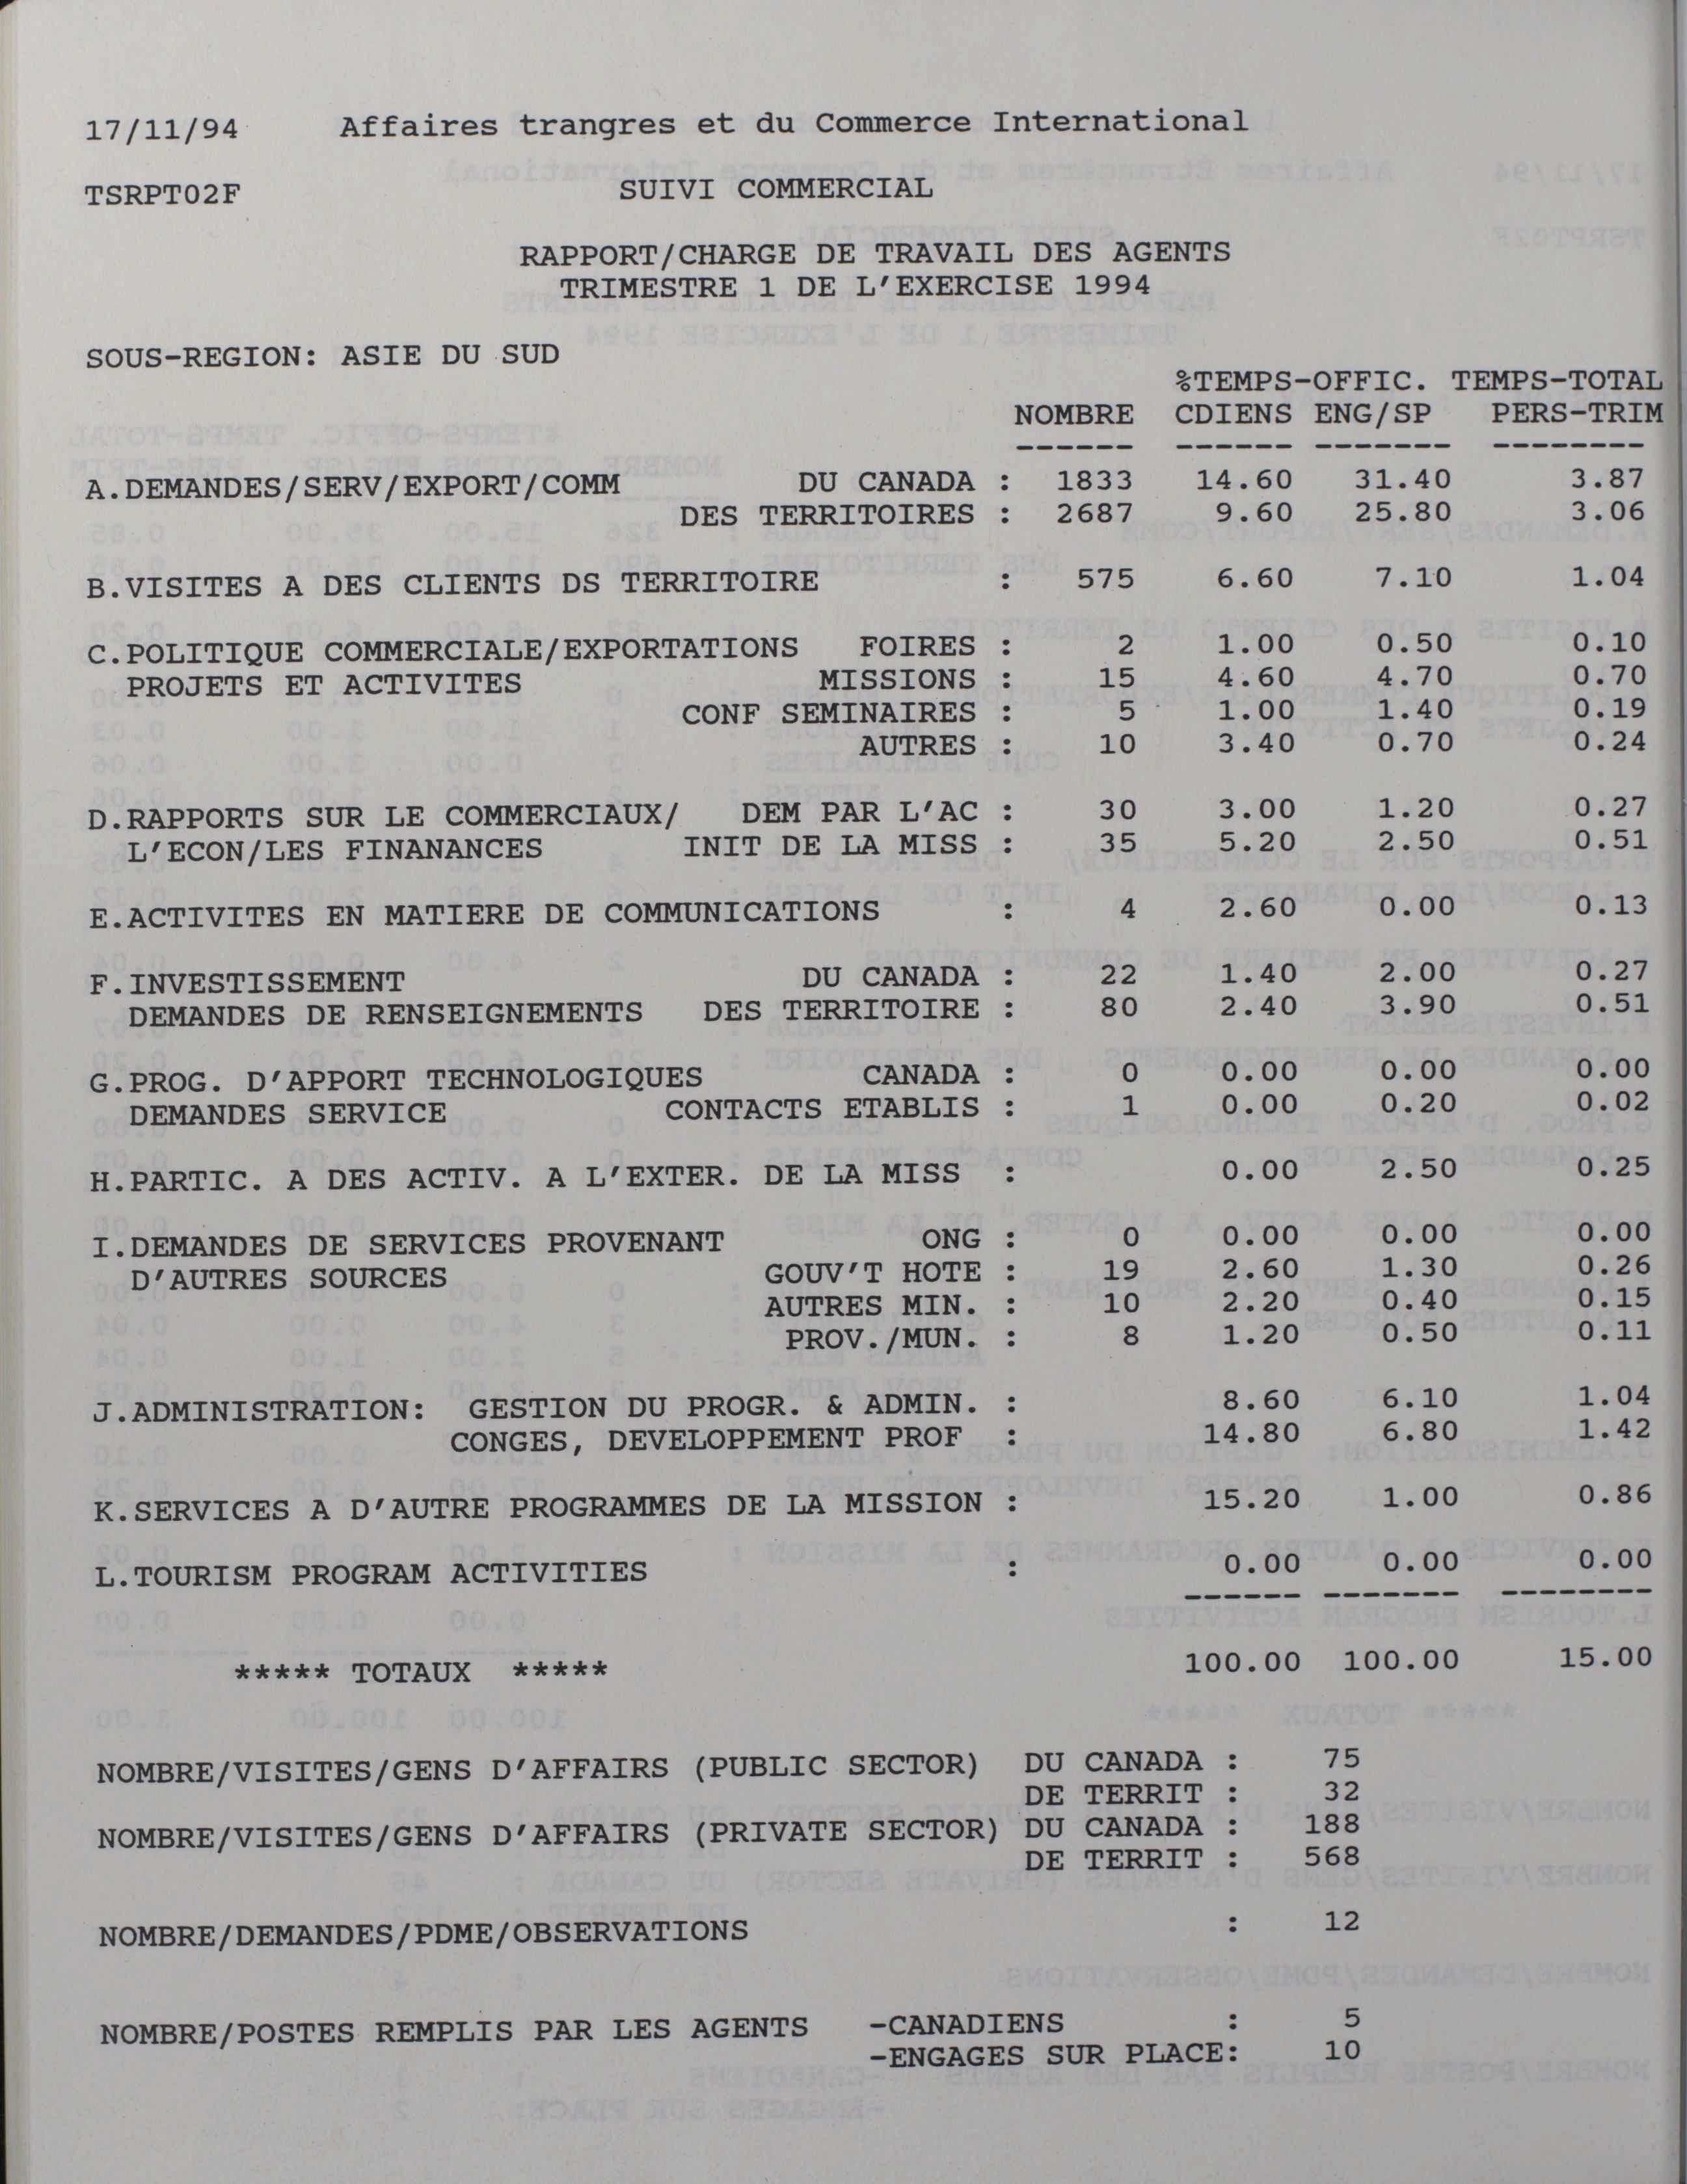 17/11/94 Affaires trangres et du Commerce International
TSRPT02F SUIVI COMMERCIAL
RAPPORT/CHARGE DE TRAVAIL DES AGENTS
TRIMESTRE 1 DE L'EXERCISE 1994
SOUS-REGION: ASIE DU SUD
%TEMPS-OFFIC. TEMPS-TOTAL
NOMBRE CDIENS ENG/SP PERS-TRIM
------ ------ ------- --------
A.DEMANDES/SERV/EXPORT/COMM DU CANADA : 1833 14.60 31.40 3.87
DES TERRITOIRES : 2687 9.60 25.80 3.06
B.VISITES A DES CLIENTS DS TERRITOIRE : 575 6.60 7.10 1.04
C.POLITIQUE COMMERCIALE/EXPORTATIONS FOIRES : 2 1.00 0.50 0.10
PROJETS ET ACTIVITES MISSIONS : 15 4.60 4.70 0.70
CONF SEMINAIRES : 5 1.00 1.40 0.19
AUTRES : 10 3.40 0.70 0.24
D.RAPPORTS SUR LE COMMERCIAUX/ DEM PAR L'AC : 30 3.00 1.20 0.27
L'ECON/LES FINANANCES INIT DE LA MISS : 35 5.20 2.50 0.51
E.ACTIVITES EN MATIERE DE COMMUNICATIONS : 4 2.60 0.00 0.13
F.INVESTISSEMENT DU CANADA : 22 1.40 2.00 0.27
DEMANDES DE RENSEIGNEMENTS DES TERRITOIRE : 80 2.40 3.90 0.51
G.PROG. D'APPORT TECHNOLOGIQUES CANADA : 0 0.00 0.00 0.00
DEMANDES SERVICE CONTACTS ETABLIS : 1 0.00 0.20 0.02
H.PARTIC. A DES ACTIV. A L'EXTER. DE LA MISS : 0.00 2.50 0.25
I.DEMANDES DE SERVICES PROVENANT ONG : 0 0.00 0.00 0.00
D'AUTRES SOURCES GOUV'T HOTE : 19 2.60 1.30 0.26
AUTRES MIN. : 10 2.20 0.40 0.15
PROV./MUN. : 8 1.20 0.50 0.11
J.ADMINISTRATION: GESTION DU PROGR. & ADMIN. : 8.60 6.10 1.04
CONGES, DEVELOPPEMENT PROF : 14.80 6.80 1.42
K.SERVICES A D'AUTRE PROGRAMMES DE LA MISSION : 15.20 1.00 0.86
L.TOURISM PROGRAM ACTIVITIES : 0.00 0.00 0.00
------ ------- --------
***** TOTAUX ***** 100.00 100.00 15.00
NOMBRE/VISITES/GENS D'AFFAIRS (PUBLIC SECTOR) DU CANADA : 75
DE TERRIT : 32
NOMBRE/VISITES/GENS D'AFFAIRS (PRIVATE SECTOR) DU CANADA : 188
DE TERRIT : 568
NOMBRE/DEMANDES/PDME/OBSERVATIONS : 12
NOMBRE/POSTES REMPLIS PAR LES AGENTS -CANADIENS : 5
-ENGAGES SUR PLACE: 10